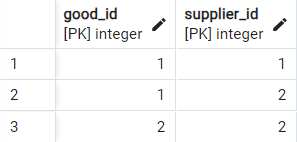 good_id supplier_id
[PK] integer [PK] integer
1 1 1
2 1 2
3 2 2